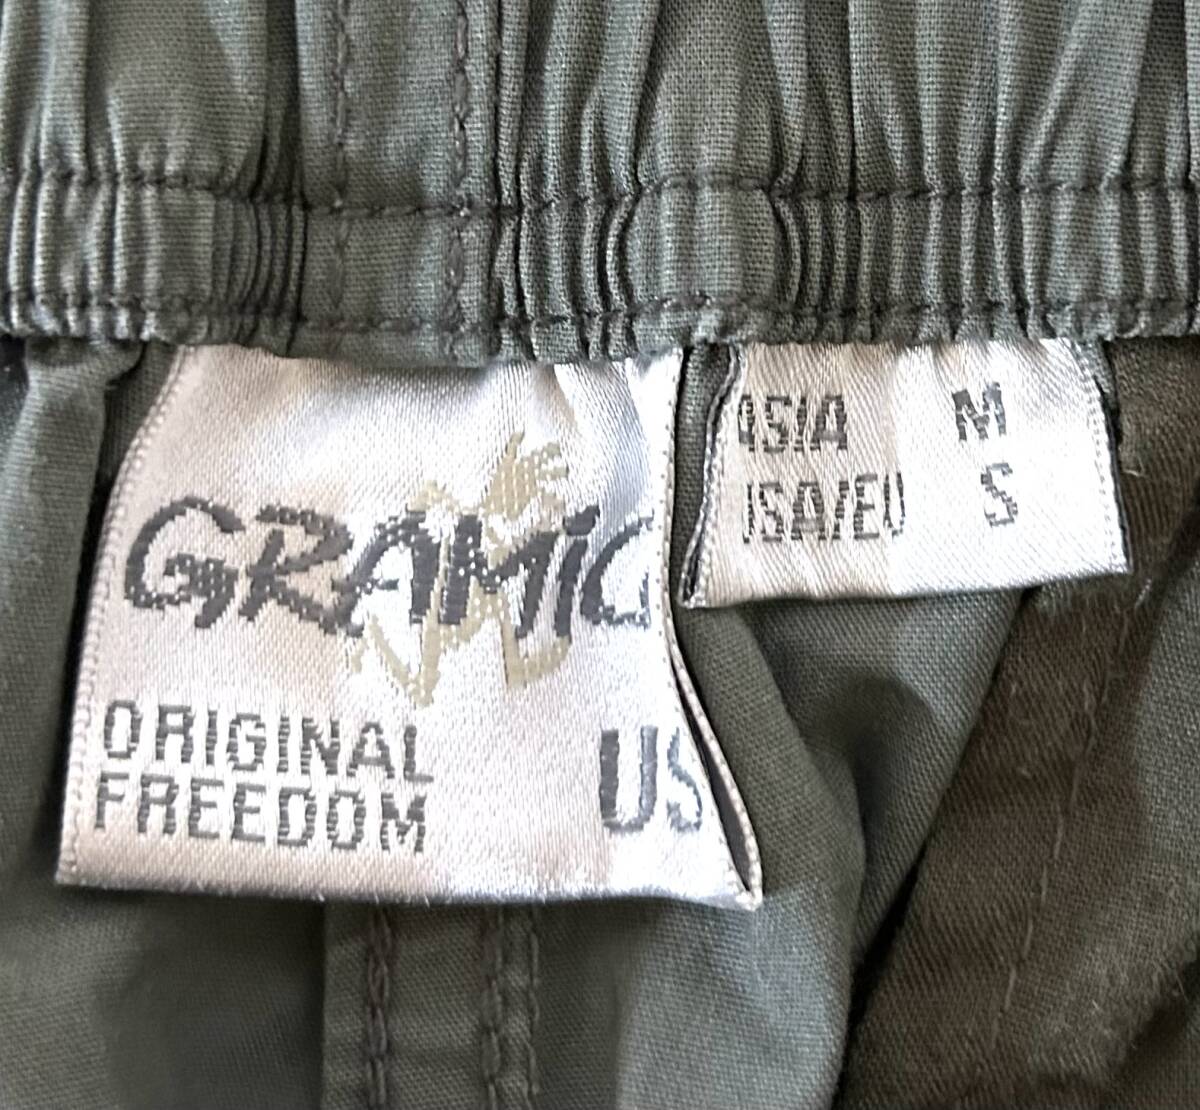 GRAMIC
ORIGINAL
FREEDOM
US
ASIA M
USA/EU S